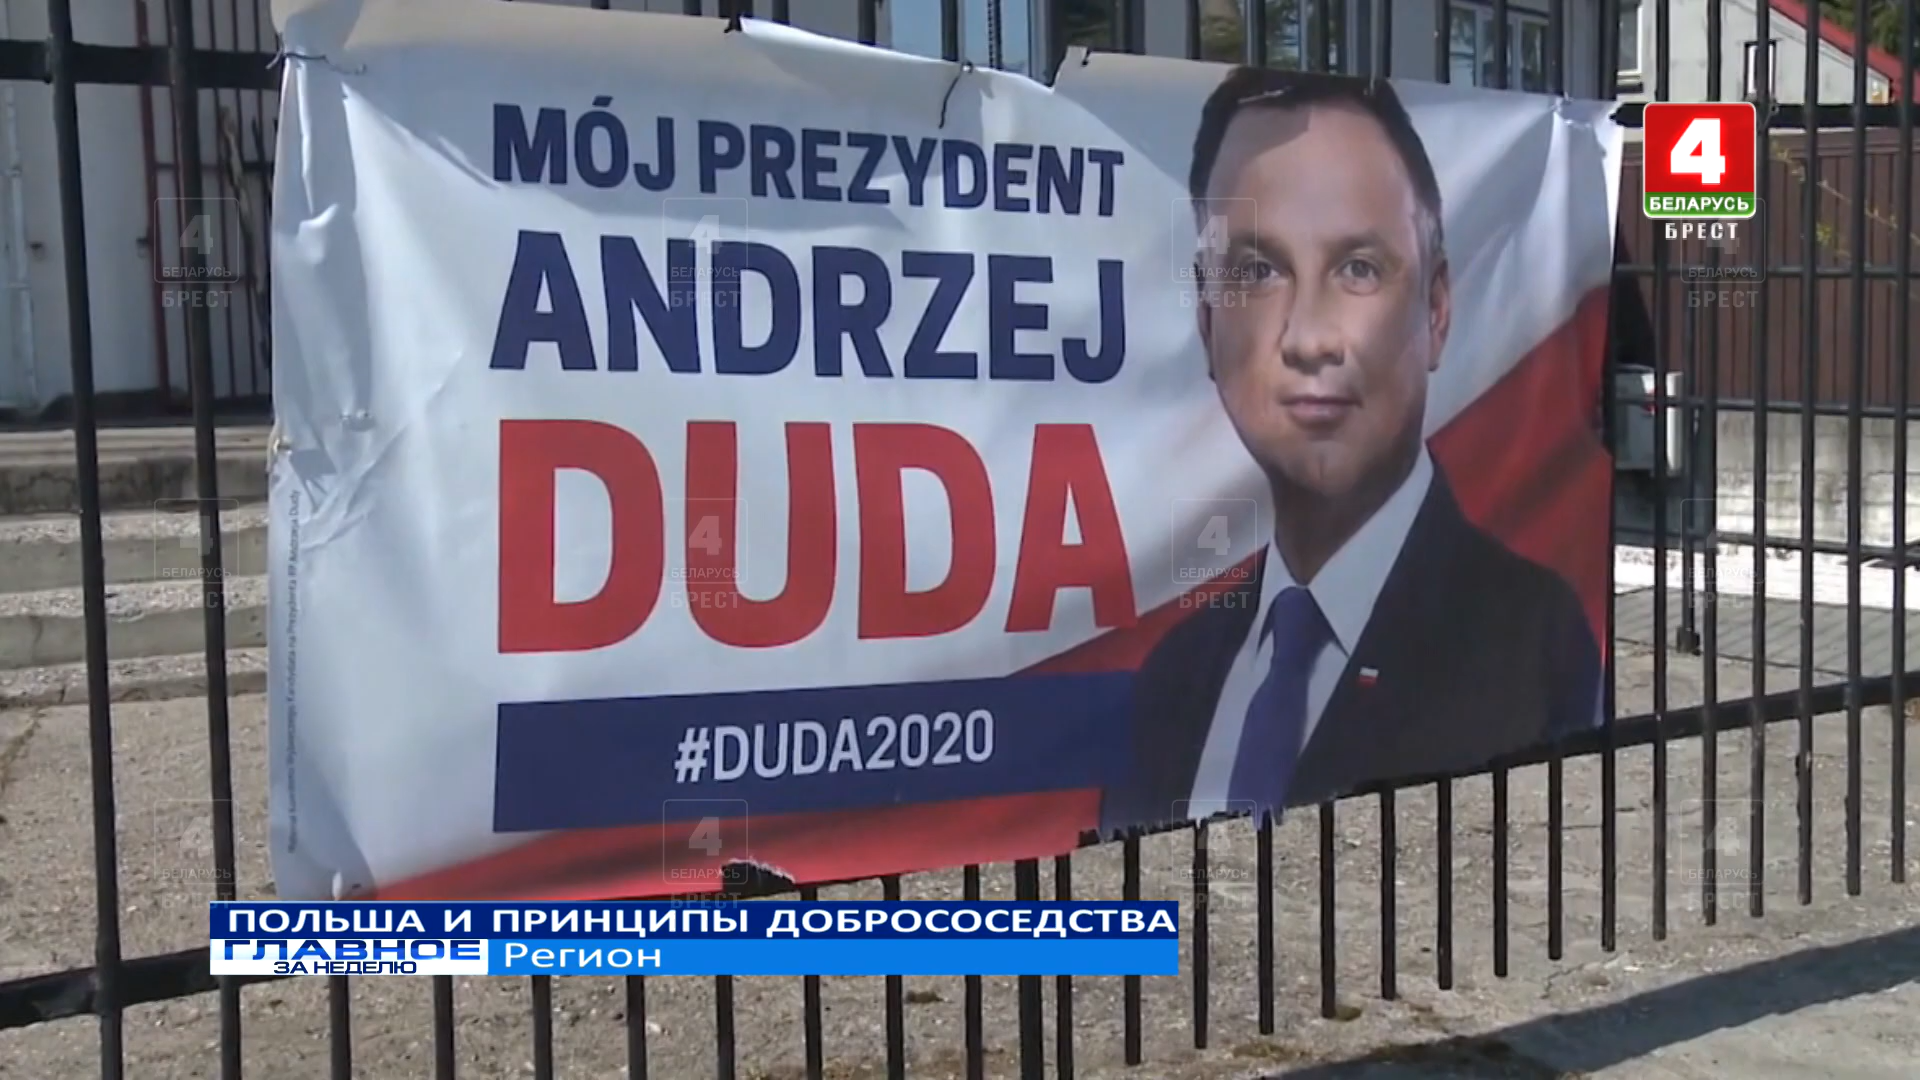 MÓJ PREZYDENT
ANDRZEJ
DUDA
#DUDA2020
4
БЕЛАРУСЬ
БРЕСТ
ПОЛЬША И ПРИНЦИПЫ ДОБРОСОСЕДСТВА
ГЛАВНОЕ
ЗА НЕДЕЛЮ
Регион